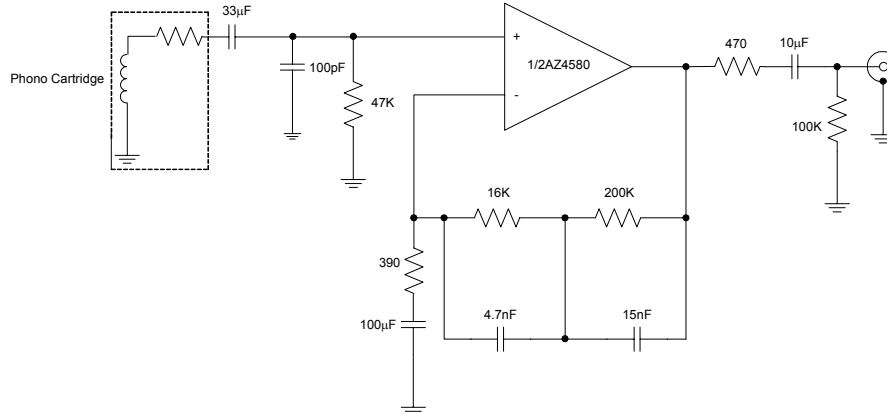 33µF
470
10µF
+
1/2AZ4580
Phono Cartridge
100pF
-
47K
100K
16K
200K
390
4.7nF
15nF
100µF